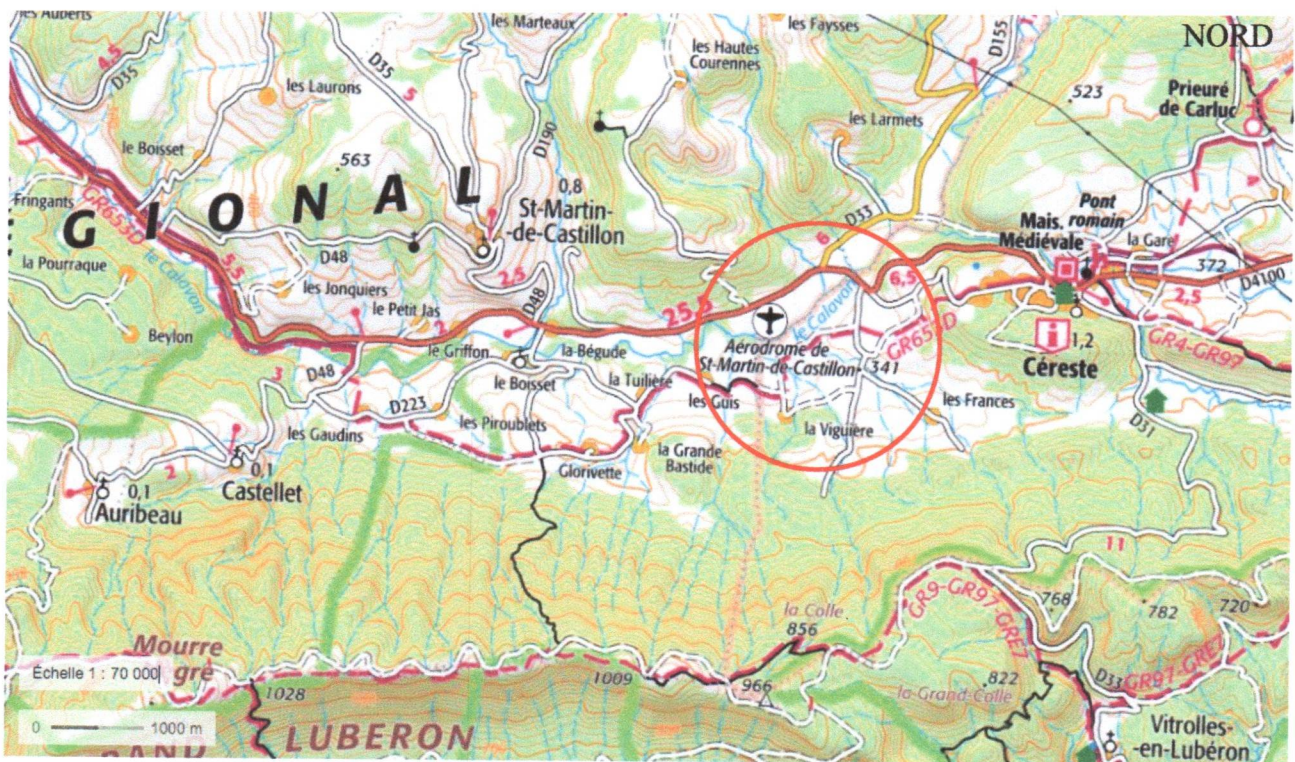 les Auberts
les Marteaux
les Faysses
NORD
4,5
D35
D35
5
D190
les Hautes
Courennes
D155
523
Prieuré
de Carluc
les Laurons
les Larmets
le Boisset
563
0,8
St-Martin-
-de-Castillon
Fringants
GR653D
EGIONAL
D33
6
Pont
romain
Mais.
Médiévale
la Gare
la Pourraque
le Calavon
5,5
D48
2,5
D48
372
D4100
les Jonquiers
le Petit Jas
2
25,5
6,5
2,5
Beylon
le Calavon
GR653D
GR4-GR97
Aérodrome de
St-Martin-de-Castillon
341
1,2
Céreste
le Griffon
la Bégude
3
D48
le Boisset
la Tuilière
les Guis
D223
les Gaudins
les Piroublets
la Viguière
les Frances
D31
la Grande
Bastide
Glorivette
2
0,1
Castellet
0,1
Auribeau
11
GR9-GR97-GRE7
768
782
720
la Colle
856
Mourre
gré
Échelle 1 : 70 000
1028
1009
966
822
la Grand-Colle
D33
GR97-GRE7
0
1000 m
RAND
LUBERON
Vitrolles-
-en-Lubéron